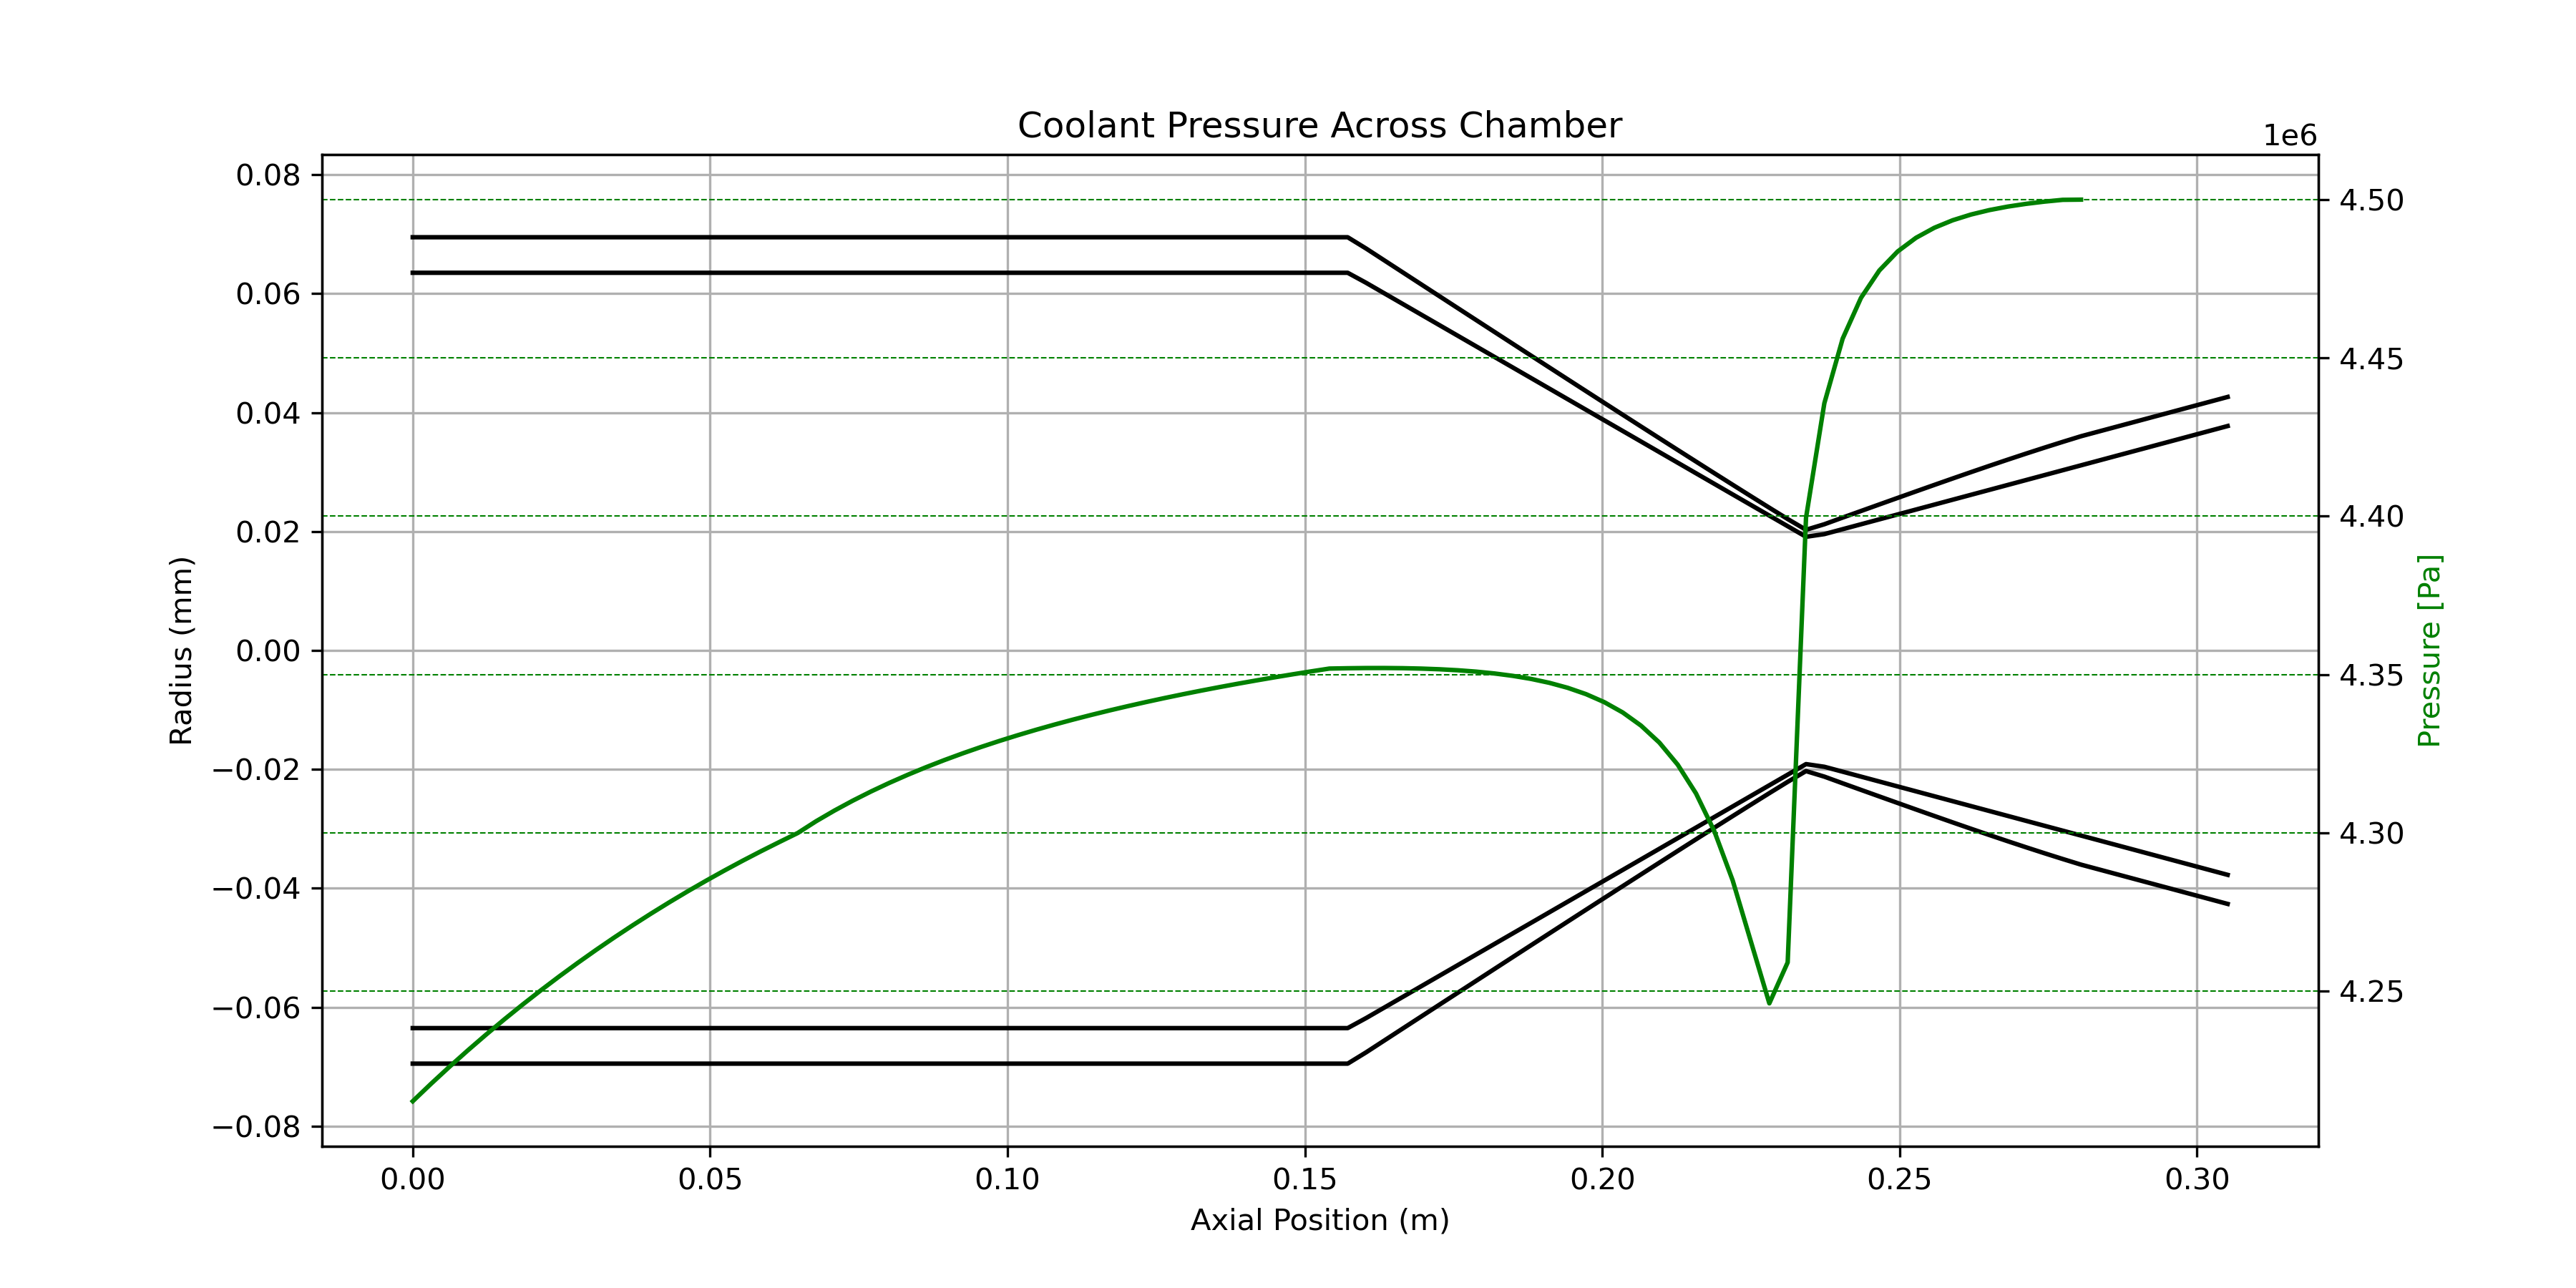 Coolant Pressure Across Chamber
1e6
0.08
0.06
0.04
0.02
0.00
−0.02
−0.04
−0.06
−0.08
Radius (mm)
4.50
4.45
4.40
4.35
4.30
4.25
Pressure [Pa]
0.00 0.05 0.10 0.15 0.20 0.25 0.30
Axial Position (m)